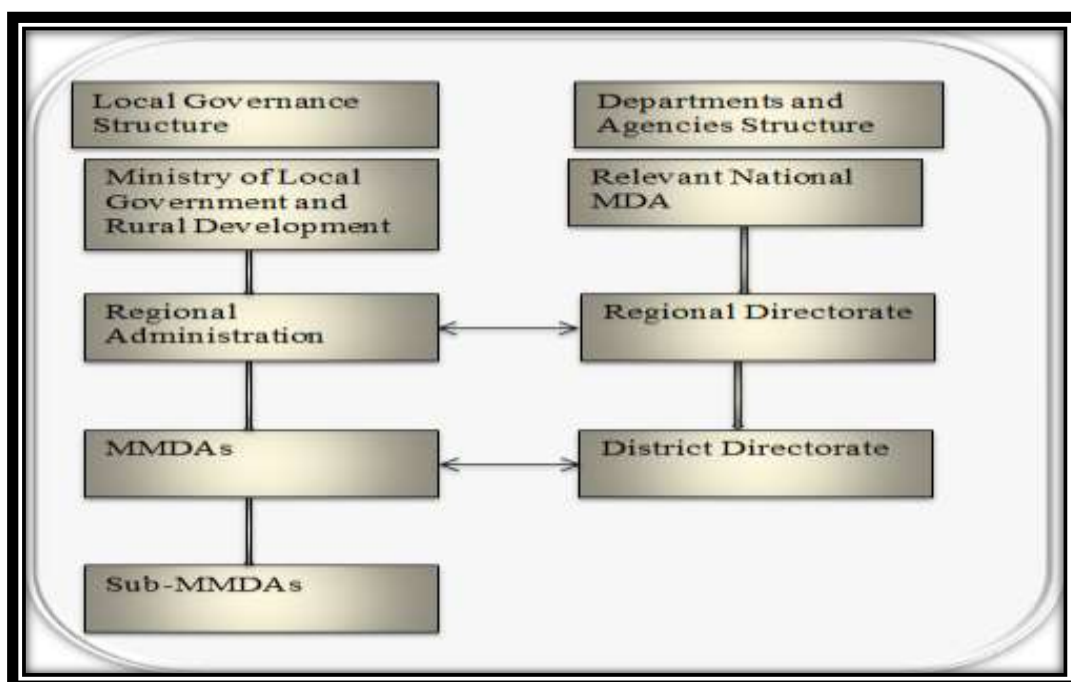 Local Governance
Structure
Departments and
Agencies Structure
Ministry of Local
Government and
Rural Development
Relevant National
MDA
Regional
Administration
Regional Directorate
MMDAs
District Directorate
Sub-MMDAs